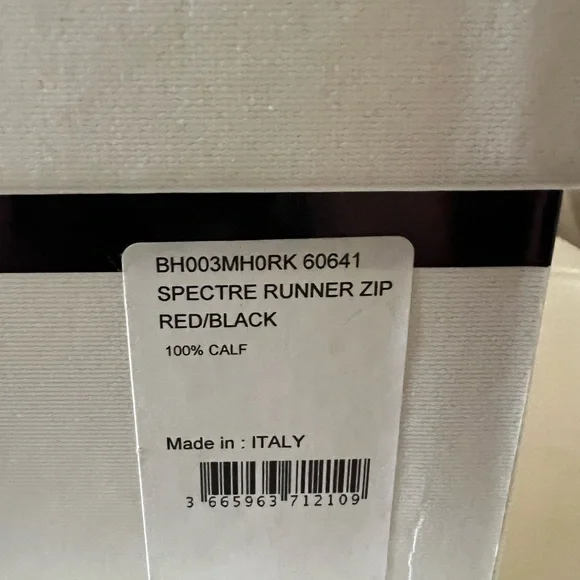 BH003MH0RK 60641
SPECTRE RUNNER ZIP
RED/BLACK
100% CALF
Made in : ITALY
3 665963 712109